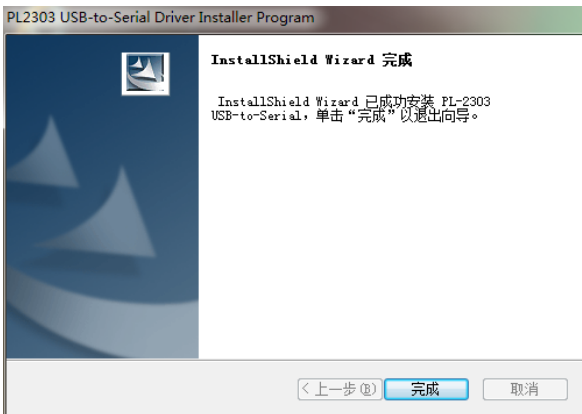 PL2303 USB-to-Serial Driver Installer Program
InstallShield Wizard 完成
InstallShield Wizard 已成功安装 PL-2303
USB-to-Serial，单击“完成”以退出向导。
<上一步(B)
完成
取消